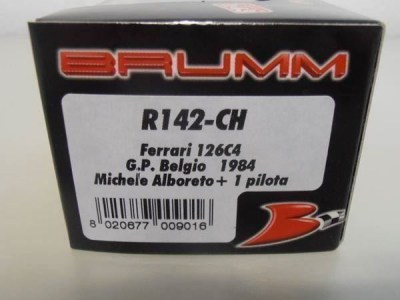 BRUMM
R142-CH
Ferrari 126C4
G.P. Belgio 1984
Michele Alboreto + 1 pilota
8 020677 009016